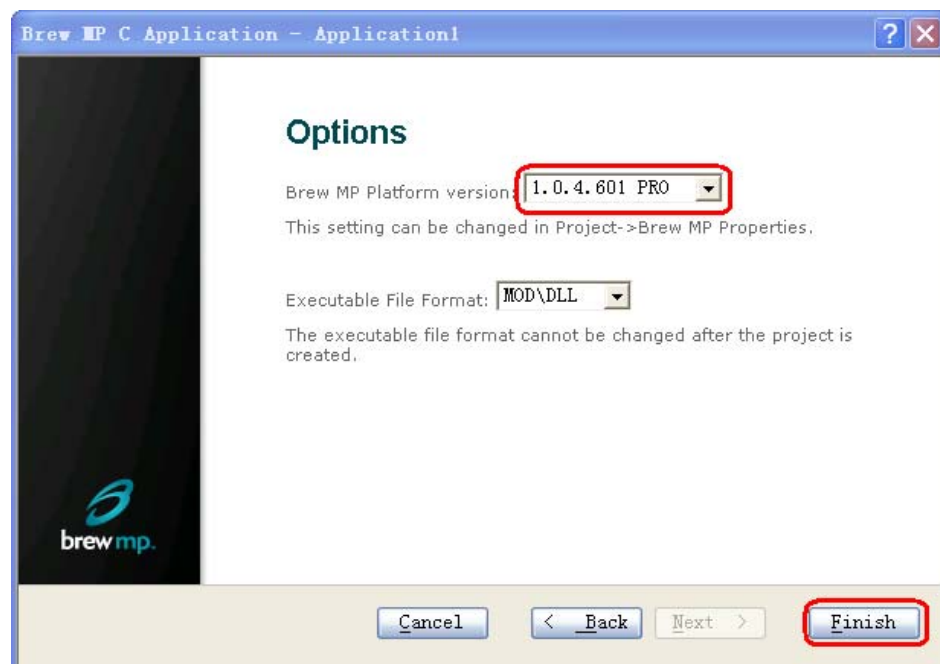 Brew MP C Application - Application1
Options
Brew MP Platform version: 1.0.4.601 PRO
This setting can be changed in Project->Brew MP Properties.
Executable File Format: MOD\DLL
The executable file format cannot be changed after the project is
created.
brew mp.
Cancel < Back Next > Finish